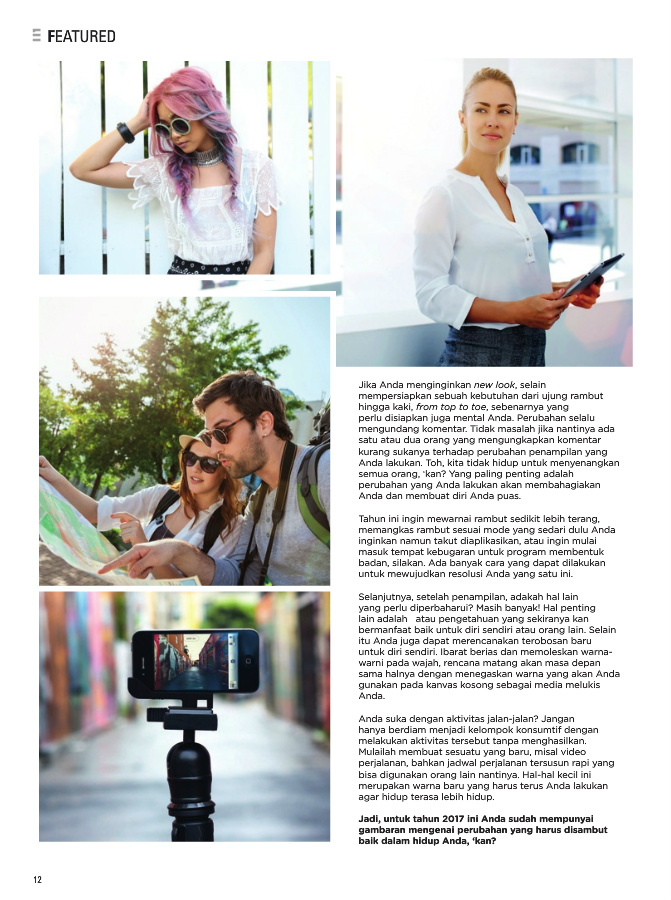 FEATURED
Jika Anda menginginkan new look, selain
mempersiapkan sebuah kebutuhan dari ujung rambut
hingga kaki, from top to toe, sebenarnya yang
perlu disiapkan juga mental Anda. Perubahan selalu
mengundang komentar. Tidak masalah jika nantinya ada
satu atau dua orang yang mengungkapkan komentar
kurang sukanya terhadap perubahan penampilan yang
Anda lakukan. Toh, kita tidak hidup untuk menyenangkan
semua orang, ‘kan? Yang paling penting adalah
perubahan yang Anda lakukan akan membahagiakan
Anda dan membuat diri Anda puas.
Tahun ini ingin mewarnai rambut sedikit lebih terang,
memangkas rambut sesuai mode yang sedari dulu Anda
inginkan namun takut diaplikasikan, atau ingin mulai
masuk tempat kebugaran untuk program membentuk
badan, silakan. Ada banyak cara yang dapat dilakukan
untuk mewujudkan resolusi Anda yang satu ini.
Selanjutnya, setelah penampilan, adakah hal lain
yang perlu diperbaharui? Masih banyak! Hal penting
lain adalah atau pengetahuan yang sekiranya kan
bermanfaat baik untuk diri sendiri atau orang lain. Selain
itu Anda juga dapat merencanakan terobosan baru
untuk diri sendiri. Ibarat berias dan memoleskan warna-
warni pada wajah, rencana matang akan masa depan
sama halnya dengan menegaskan warna yang akan Anda
gunakan pada kanvas kosong sebagai media melukis
Anda.
Anda suka dengan aktivitas jalan-jalan? Jangan
hanya berdiam menjadi kelompok konsumtif dengan
melakukan aktivitas tersebut tanpa menghasilkan.
Mulailah membuat sesuatu yang baru, misal video
perjalanan, bahkan jadwal perjalanan tersusun rapi yang
bisa digunakan orang lain nantinya. Hal-hal kecil ini
merupakan warna baru yang harus terus Anda lakukan
agar hidup terasa lebih hidup.
Jadi, untuk tahun 2017 ini Anda sudah mempunyai
gambaran mengenai perubahan yang harus disambut
baik dalam hidup Anda, ‘kan?
12